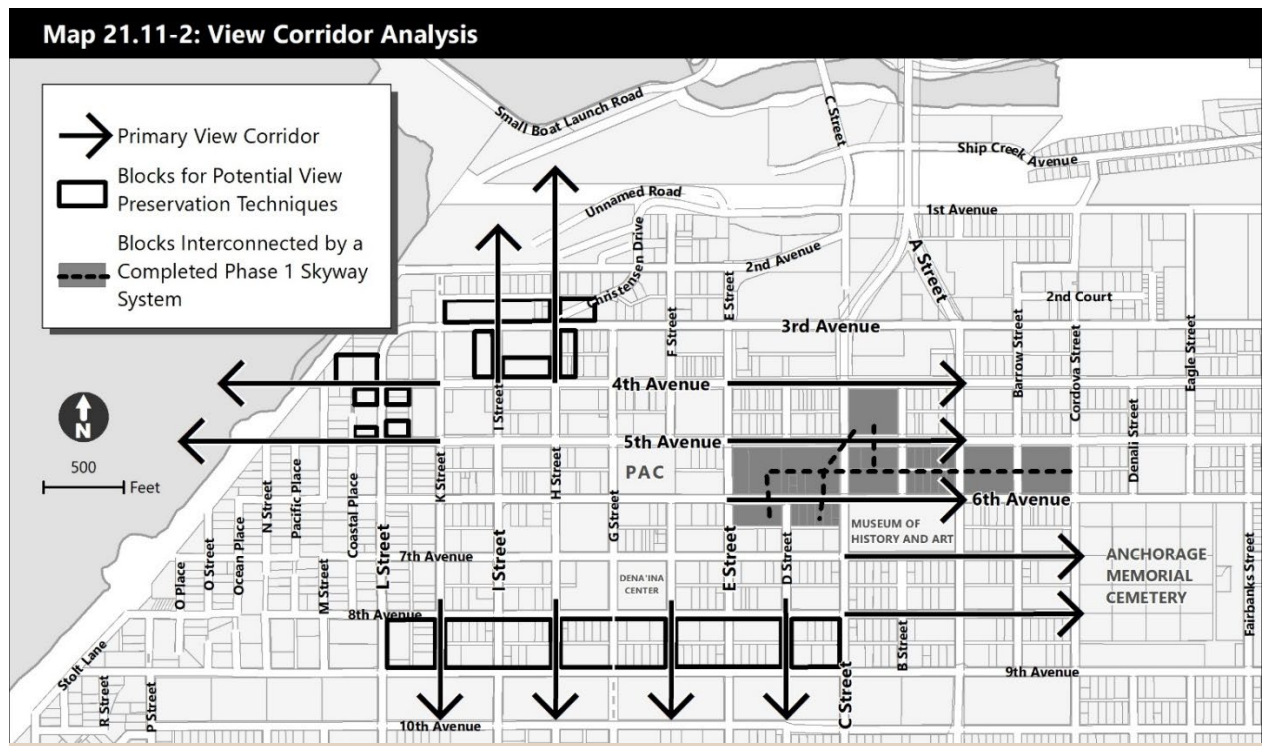 Map 21.11-2: View Corridor Analysis
Primary View Corridor
Blocks for Potential View
Preservation Techniques
Blocks Interconnected by a
Completed Phase 1 Skyway
System
N
500
Feet
Small Boat Launch Road
C Street
Ship Creek Avenue
Unnamed Road
1st Avenue
Christensen Drive
2nd Avenue
A Street
E Street
2nd Court
F Street
3rd Avenue
Barrow Street
Cordova Street
Eagle Street
4th Avenue
I Street
Denali Street
5th Avenue
K Street
H Street
PAC
G Street
6th Avenue
N Street
Pacific Place
Coastal Place
MUSEUM OF
HISTORY AND ART
O Place
O Street
Ocean Place
M Street
L Street
7th Avenue
I Street
DENA'INA
CENTER
E Street
D Street
ANCHORAGE
MEMORIAL
CEMETERY
Fairbanks Street
8th Avenue
B Street
Stolt Lane
9th Avenue
R Street
P Street
10th Avenue
C Street